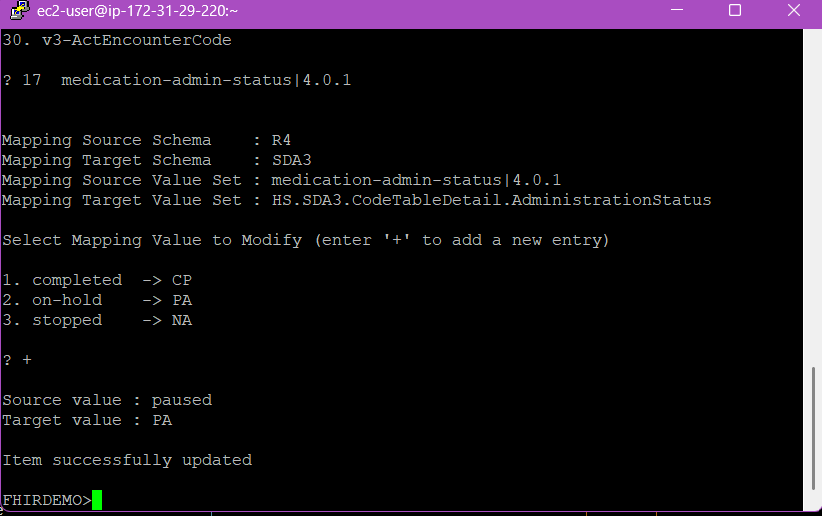 ec2-user@ip-172-31-29-220:~
30. v3-ActEncounterCode
? 17  medication-admin-status|4.0.1
Mapping Source Schema    : R4
Mapping Target Schema    : SDA3
Mapping Source Value Set : medication-admin-status|4.0.1
Mapping Target Value Set : HS.SDA3.CodeTableDetail.AdministrationStatus
Select Mapping Value to Modify (enter '+' to add a new entry)
1. completed  -> CP
2. on-hold    -> PA
3. stopped    -> NA
? +
Source value : paused
Target value : PA
Item successfully updated
FHIRDEMO>